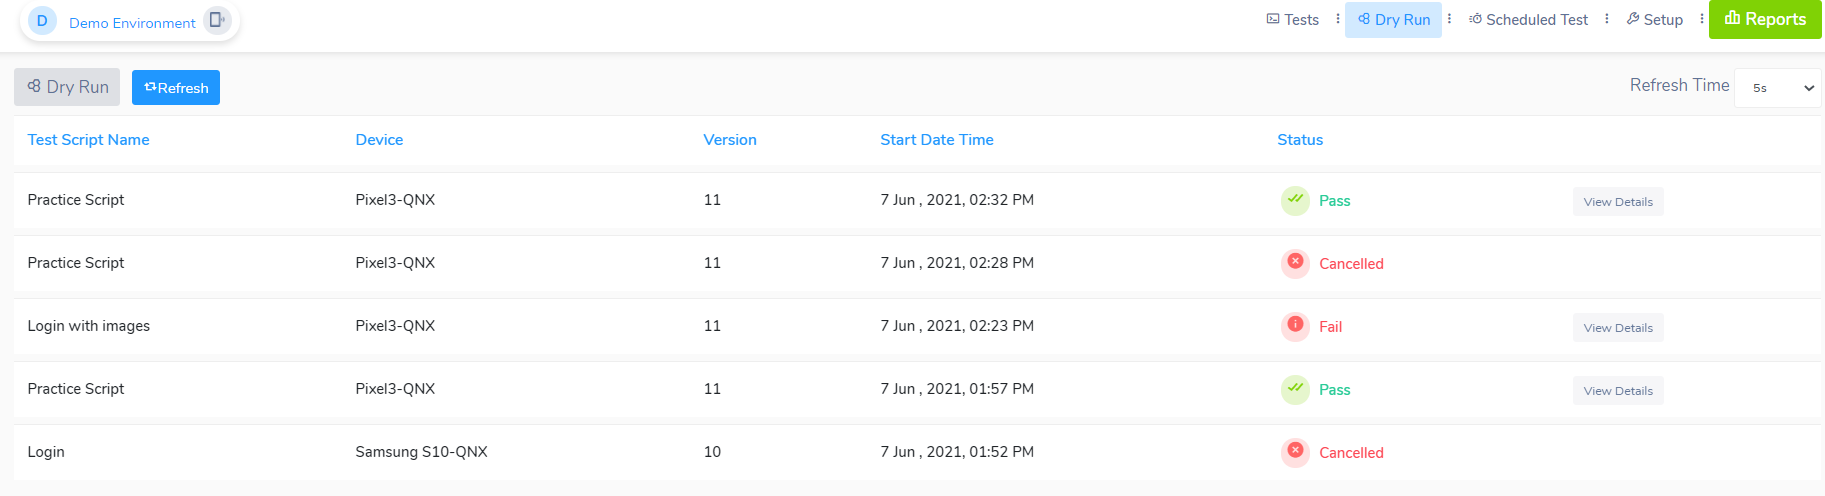 D Demo Environment Tests Dry Run Scheduled Test Setup Reports
Dry Run Refresh Refresh Time 5s
Test Script Name Device Version Start Date Time Status
Practice Script Pixel3-QNX 11 7 Jun , 2021, 02:32 PM Pass View Details
Practice Script Pixel3-QNX 11 7 Jun , 2021, 02:28 PM Cancelled
Login with images Pixel3-QNX 11 7 Jun , 2021, 02:23 PM Fail View Details
Practice Script Pixel3-QNX 11 7 Jun , 2021, 01:57 PM Pass View Details
Login Samsung S10-QNX 10 7 Jun , 2021, 01:52 PM Cancelled